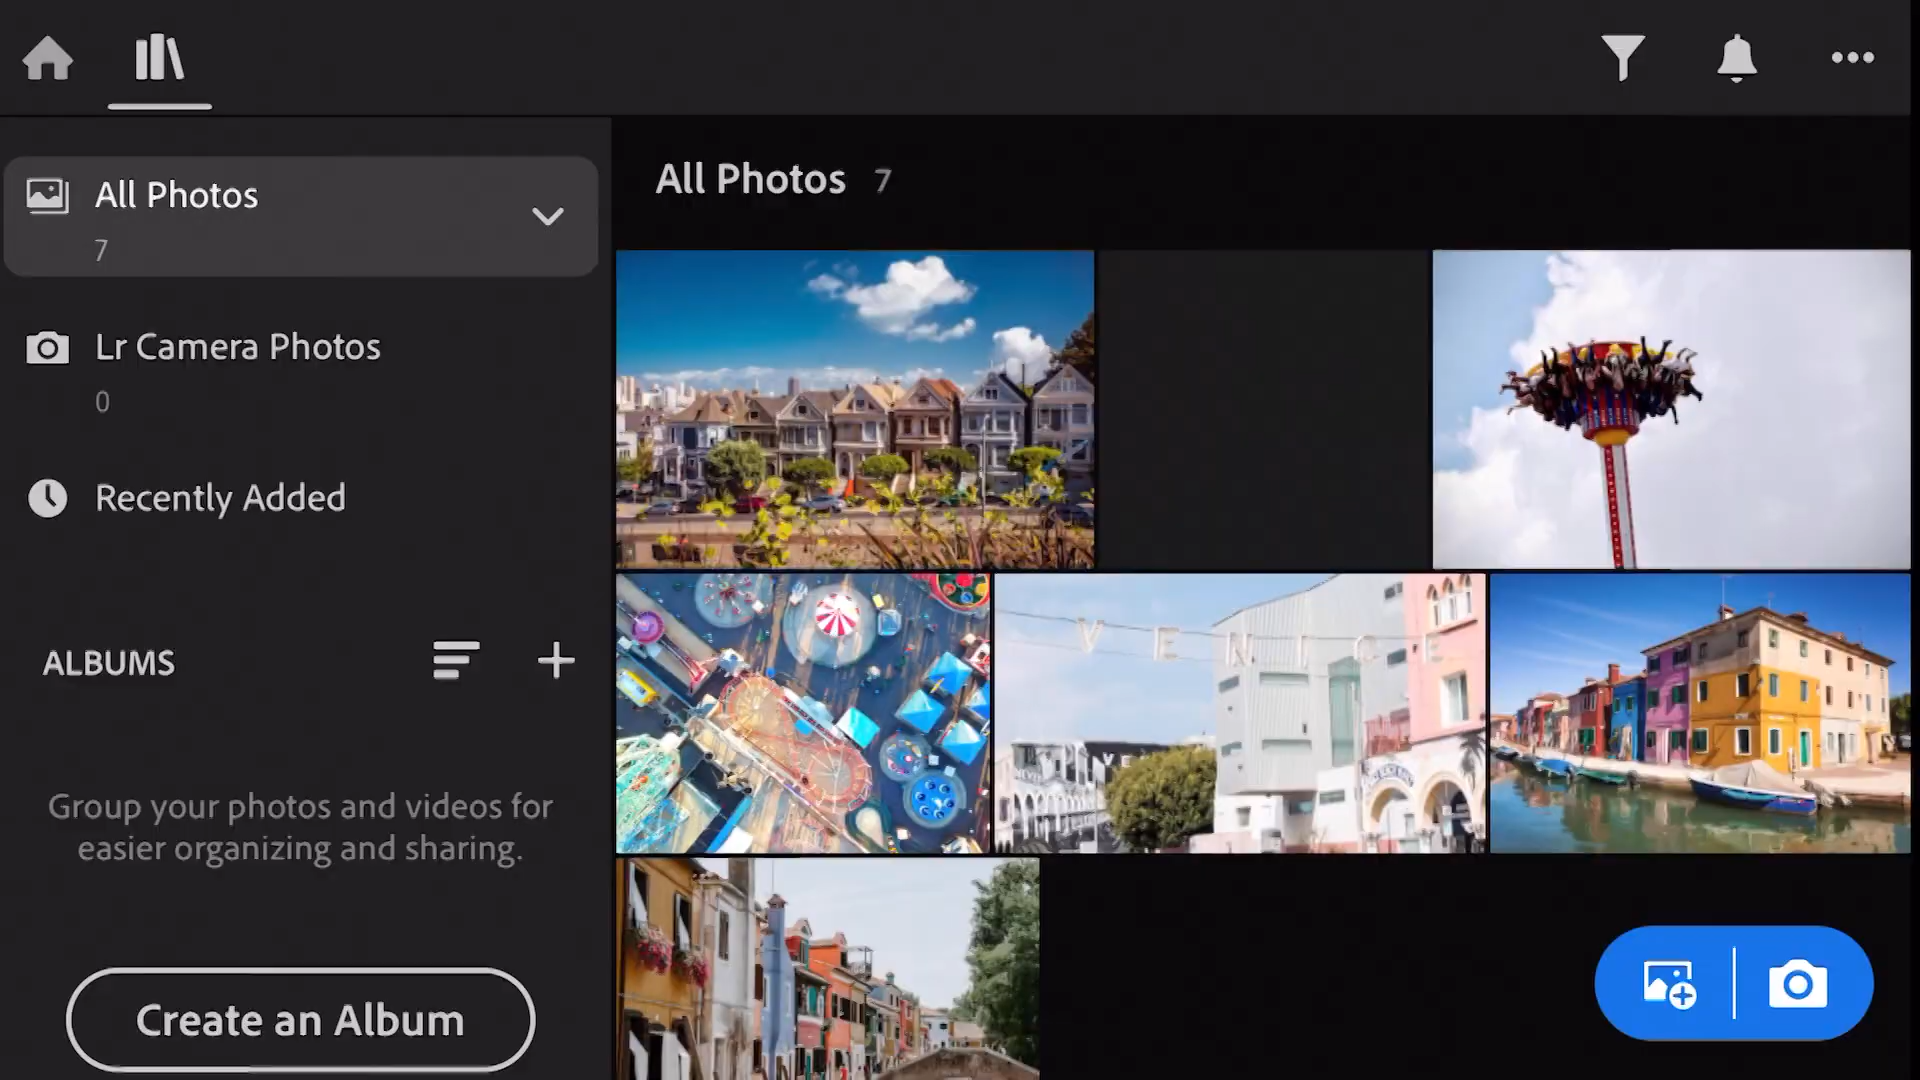 All Photos
7
Lr Camera Photos
0
Recently Added
ALBUMS
Group your photos and videos for
easier organizing and sharing.
Create an Album
All Photos 7
VENICE